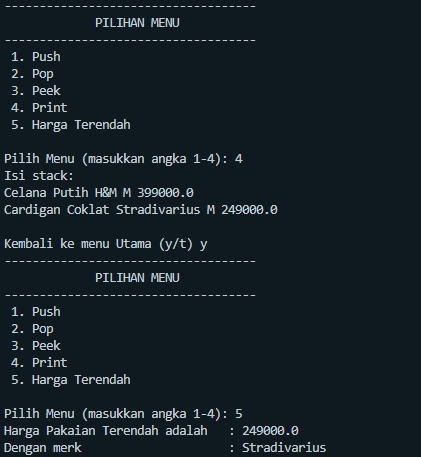 ------------------------------------
PILIHAN MENU
------------------------------------
1. Push
2. Pop
3. Peek
4. Print
5. Harga Terendah
Pilih Menu (masukkan angka 1-4): 4
Isi stack:
Celana Putih H&M M 399000.0
Cardigan Coklat Stradivarius M 249000.0
Kembali ke menu Utama (y/t) y
------------------------------------
PILIHAN MENU
------------------------------------
1. Push
2. Pop
3. Peek
4. Print
5. Harga Terendah
Pilih Menu (masukkan angka 1-4): 5
Harga Pakaian Terendah adalah   : 249000.0
Dengan merk                     : Stradivarius